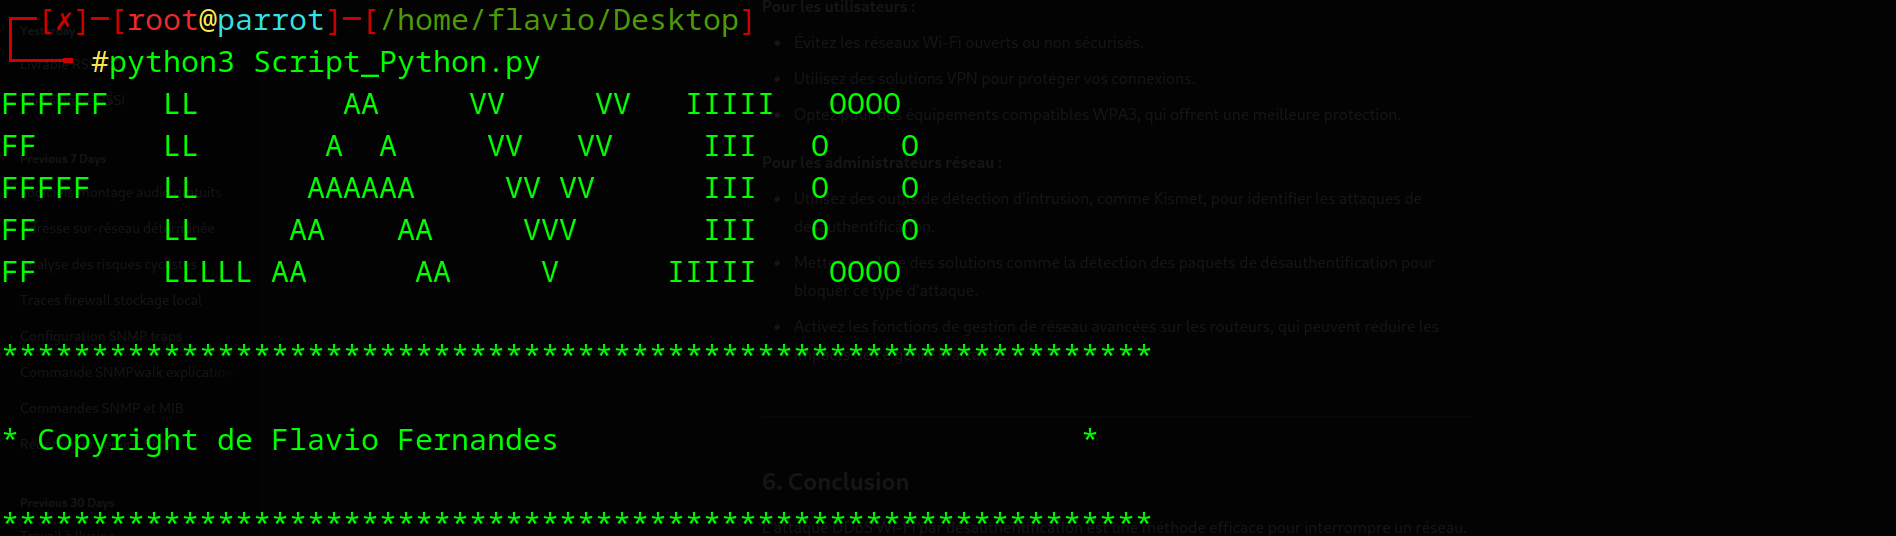 [✗]─[root@parrot]─[/home/flavio/Desktop]
#python3 Script_Python.py
FFFFFF   LL        AA     VV     VV   IIIII   OOOO
FF       LL       A  A     VV   VV     III   O    O
FFFFF    LL      AAAAAA     VV VV      III   O    O
FF       LL     AA    AA     VVV       III   O    O
FF       LLLLL AA      AA     V      IIIII    OOOO
****************************************************************
* Copyright de Flavio Fernandes                             *
****************************************************************
Yesterday
Previous 7 Days
Traces firewall stockage local
Configuration SNMP traps
Commande SNMPwalk explication
Commandes SNMP et MIB
Previous 30 Days
Pour les utilisateurs :
Évitez les réseaux Wi-Fi ouverts ou non sécurisés.
Utilisez des solutions VPN pour protéger vos connexions.
Optez pour des équipements compatibles WPA3, qui offrent une meilleure protection.
Pour les administrateurs réseau :
Utilisez des outils de détection d'intrusion, comme Kismet, pour identifier les attaques de
désauthentification.
des solutions comme la détection des paquets de désauthentification pour
bloquer ce type d'attaque.
Activez les fonctions de gestion de réseau avancées sur les routeurs, qui peuvent réduire les
6. Conclusion
L'attaque DDoS Wi-Fi par désauthentification est une méthode efficace pour interrompre un réseau.